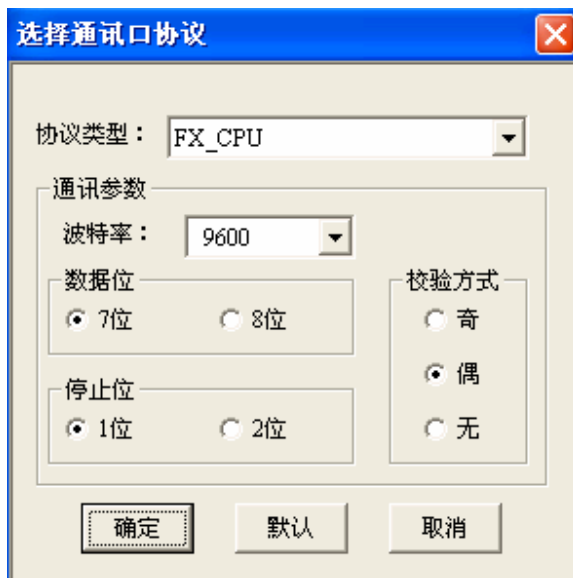 选择通讯口协议
协议类型： FX_CPU
通讯参数
波特率： 9600
数据位
7位 8位
校验方式
奇
偶
无
停止位
1位 2位
确定 默认 取消